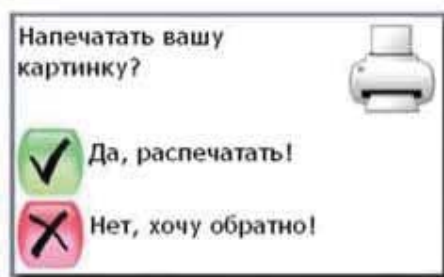 Напечатать вашу
картинку?
Да, распечатать!
Нет, хочу обратно!